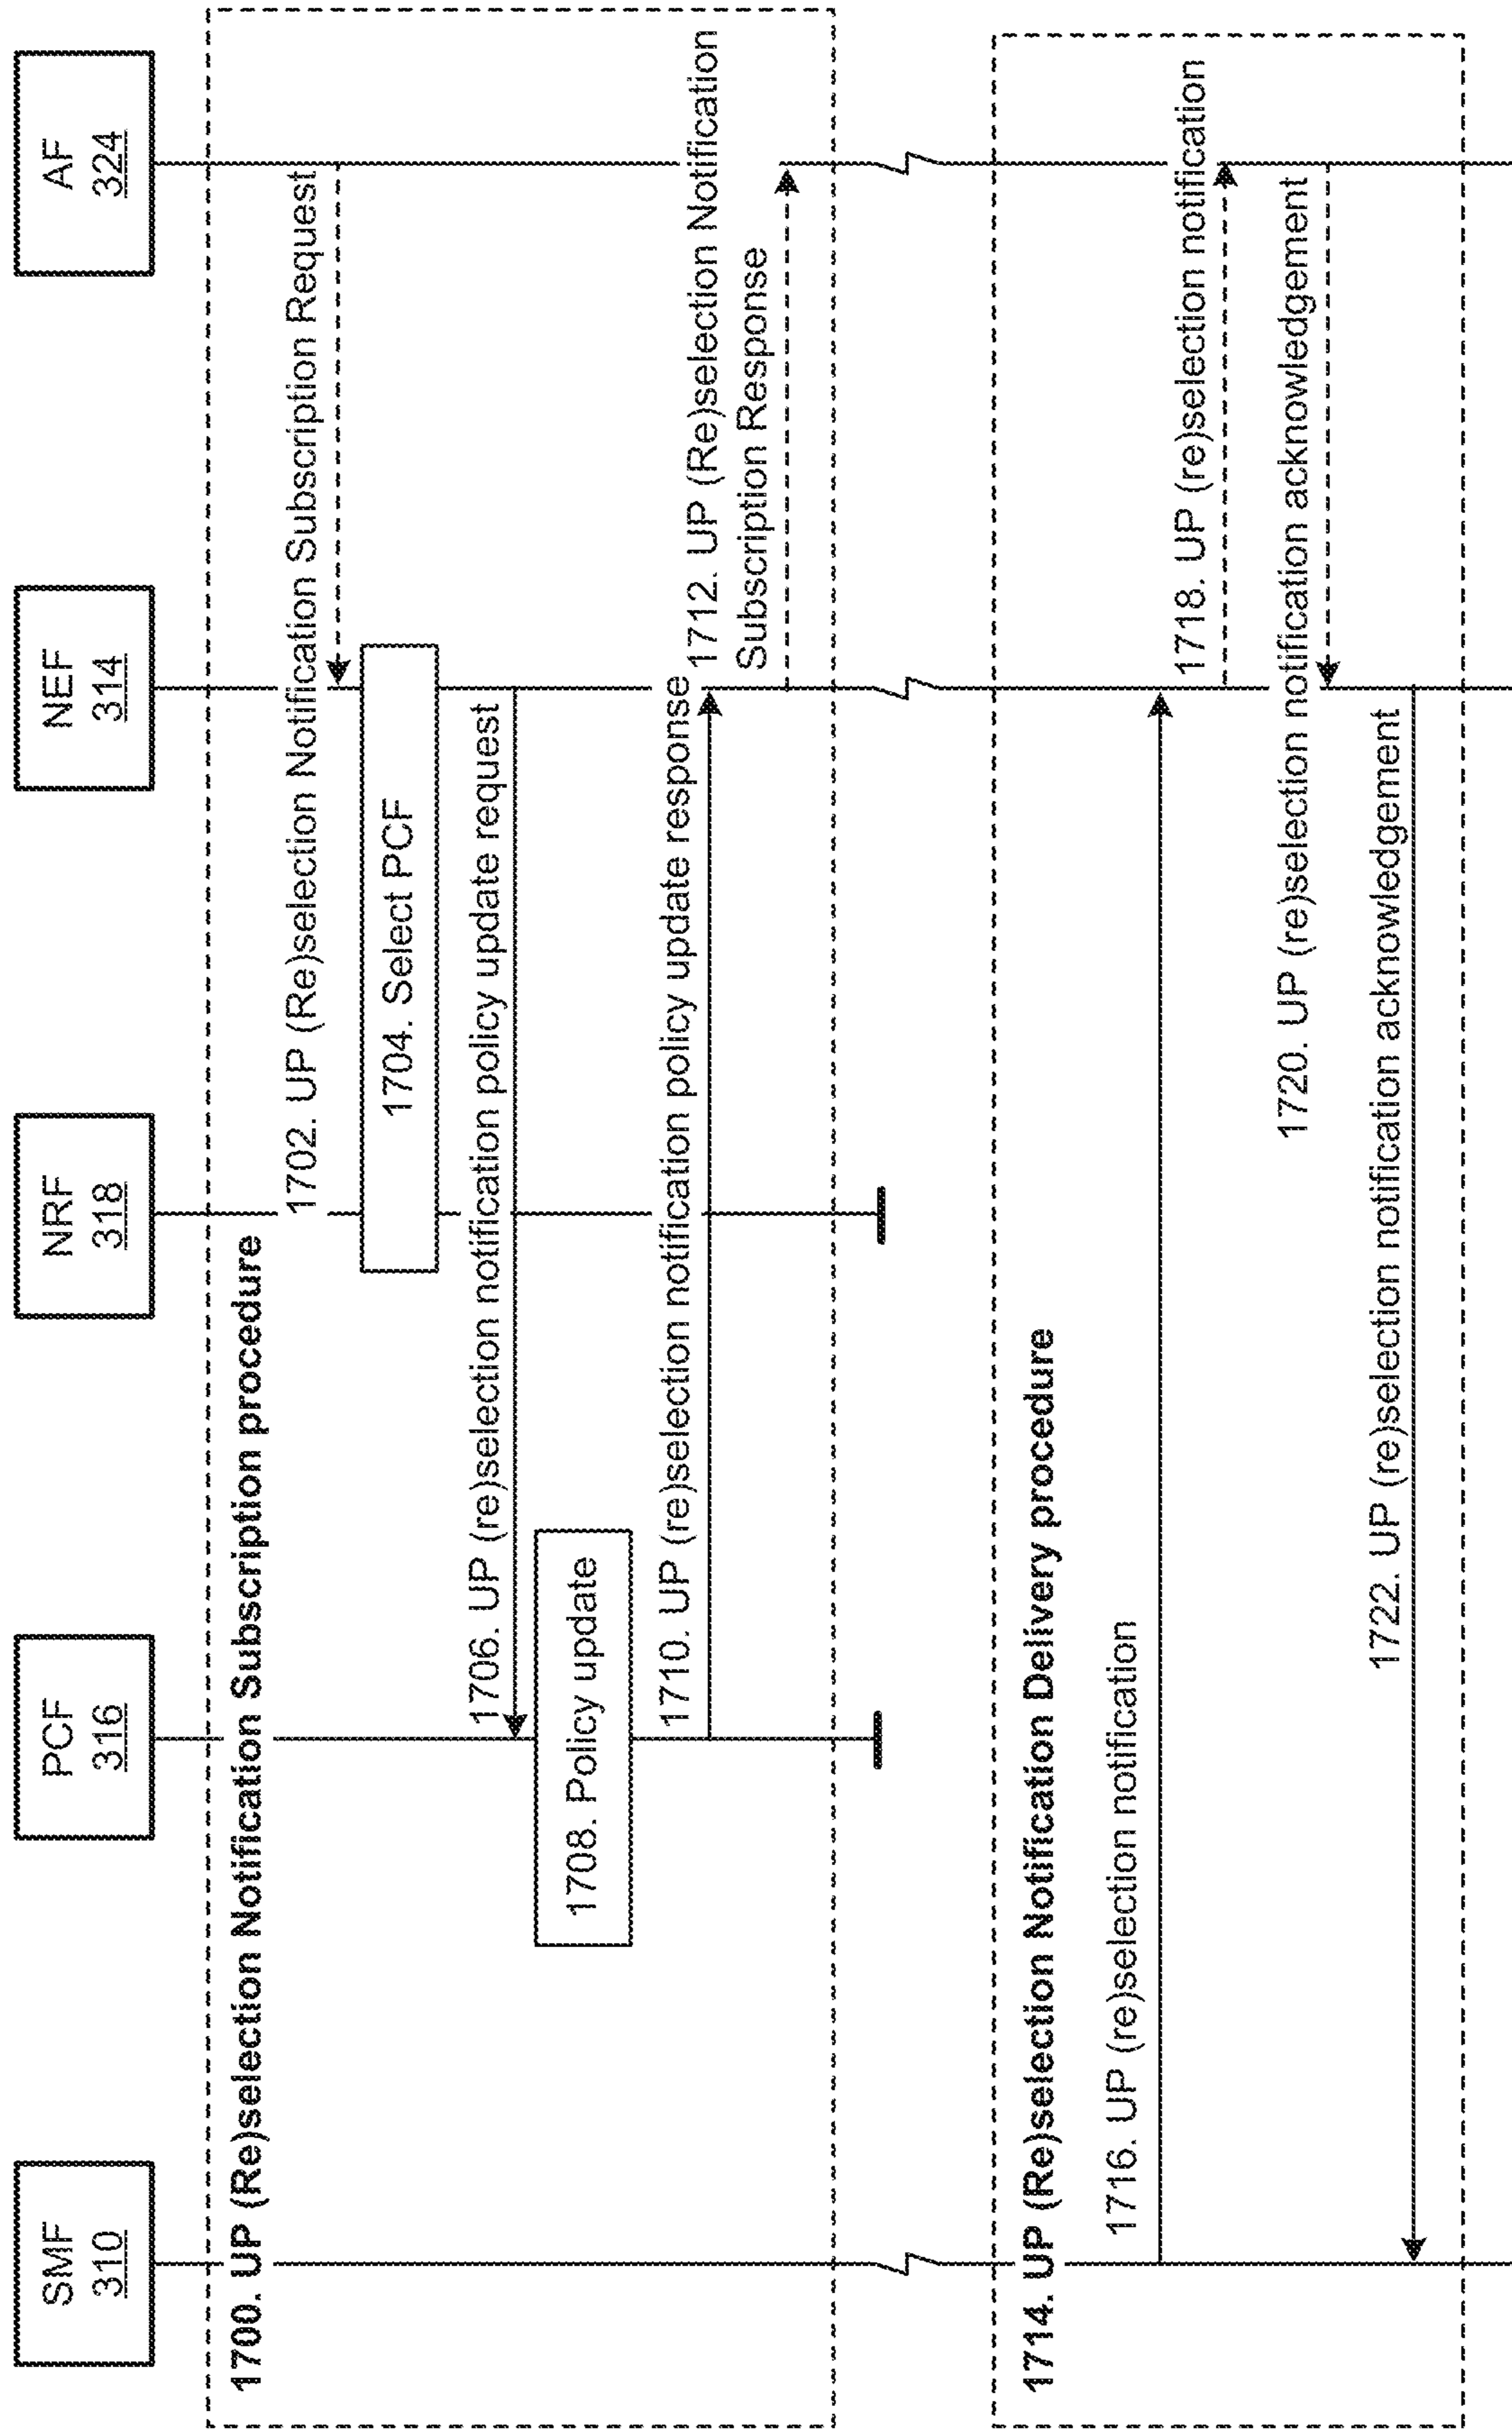 SMF
310
PCF
316
NRF
318
NEF
314
AF
324
1700. UP (Re)selection Notification Subscription procedure
1702. UP (Re)selection Notification Subscription Request
1704. Select PCF
1706. UP (re)selection notification policy update request
1708. Policy update
1710. UP (re)selection notification policy update response
1712. UP (Re)selection Notification
Subscription Response
1714. UP (Re)selection Notification Delivery procedure
1716. UP (re)selection notification
1718. UP (re)selection notification
1720. UP (re)selection notification acknowledgement
1722. UP (re)selection notification acknowledgement